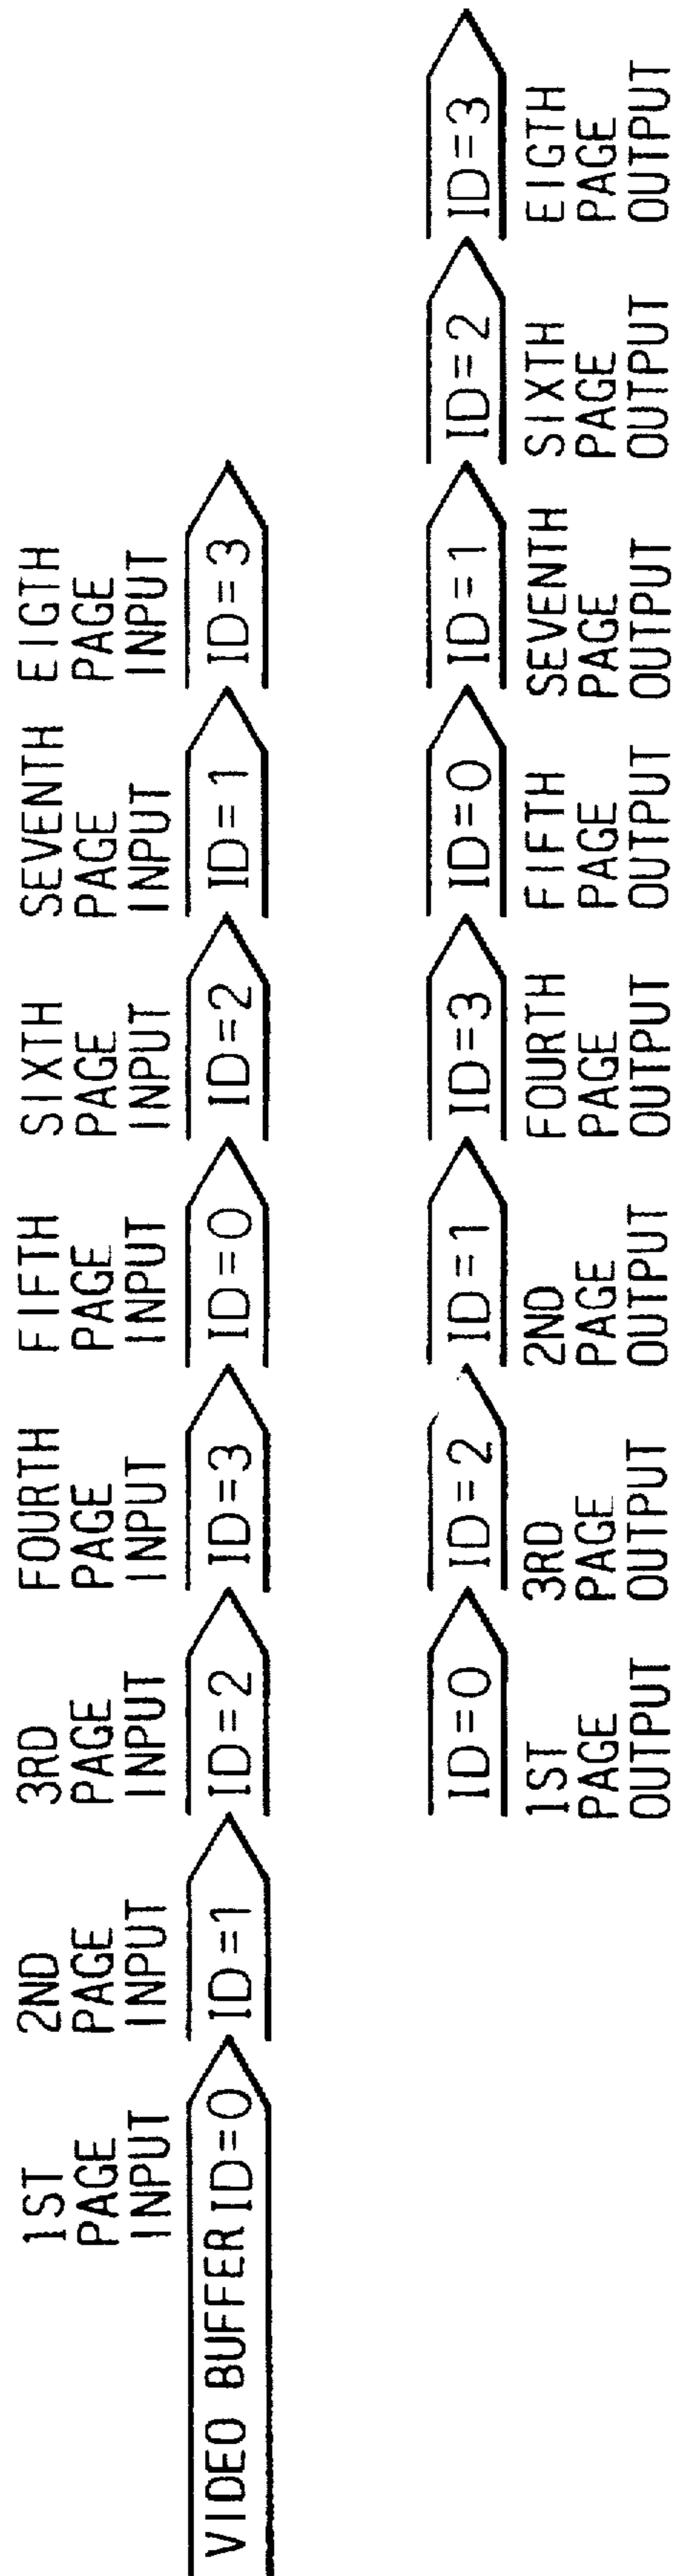 1ST
PAGE
INPUT
2ND
PAGE
INPUT
3RD
PAGE
INPUT
FOURTH
PAGE
INPUT
FIFTH
PAGE
INPUT
SIXTH
PAGE
INPUT
SEVENTH
PAGE
INPUT
EIGTH
PAGE
INPUT
VIDEO BUFFER ID=0
ID=1
ID=2
ID=3
ID=0
ID=2
ID=1
ID=3
ID=0
ID=2
ID=1
ID=3
ID=0
ID=1
ID=2
ID=3
1ST
PAGE
OUTPUT
3RD
PAGE
OUTPUT
2ND
PAGE
OUTPUT
FOURTH
PAGE
OUTPUT
FIFTH
PAGE
OUTPUT
SEVENTH
PAGE
OUTPUT
SIXTH
PAGE
OUTPUT
EIGTH
PAGE
OUTPUT